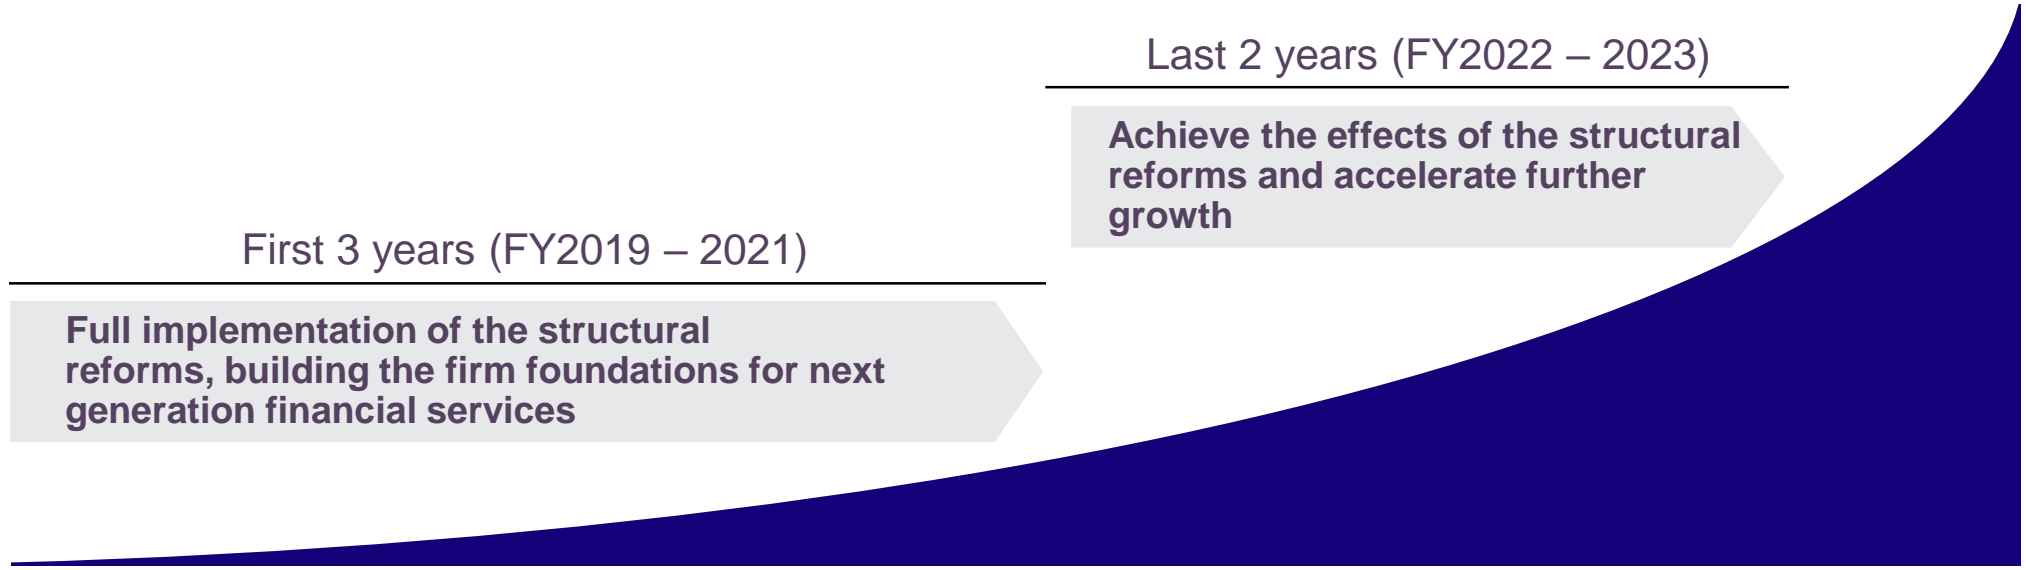 Last 2 years (FY2022 – 2023)
Achieve the effects of the structural
reforms and accelerate further
growth
First 3 years (FY2019 – 2021)
Full implementation of the structural
reforms, building the firm foundations for next
generation financial services